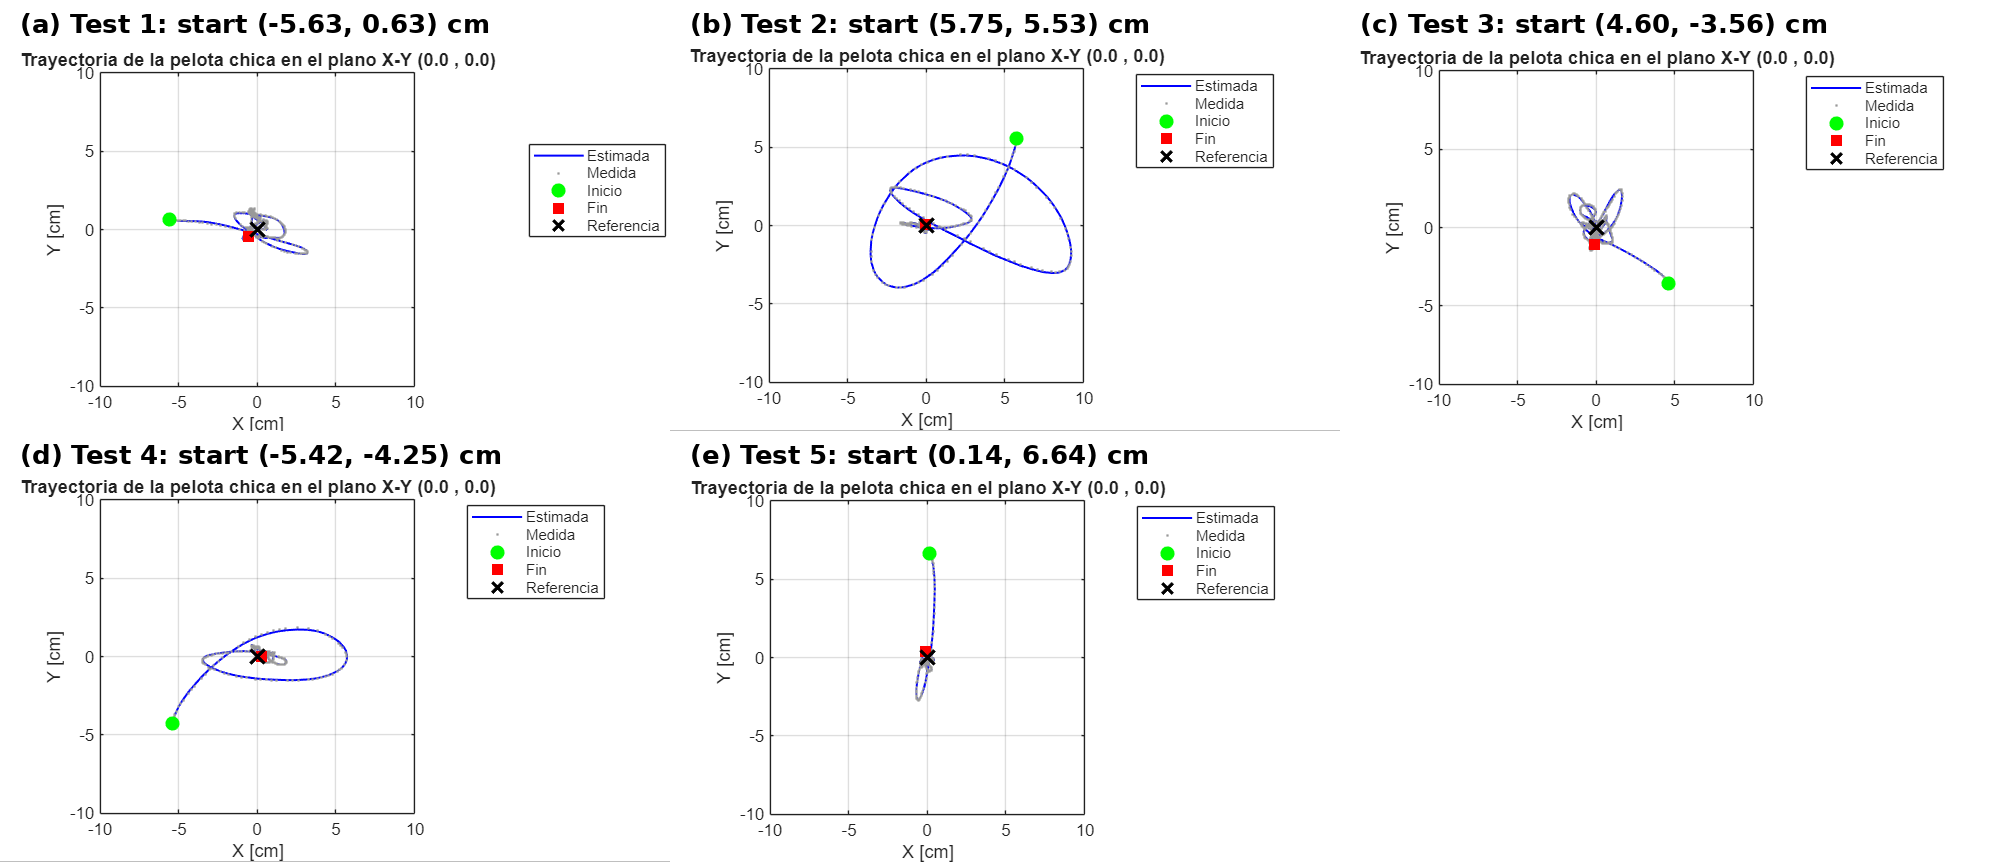 (a) Test 1: start (-5.63, 0.63) cm
Trayectoria de la pelota chica en el plano X-Y (0.0 , 0.0)
10
5
0
-5
-10
-10 -5 0 5 10
X [cm]
Y [cm]
Estimada
Medida
Inicio
Fin
Referencia
(b) Test 2: start (5.75, 5.53) cm
Trayectoria de la pelota chica en el plano X-Y (0.0 , 0.0)
10
5
0
-5
-10
-10 -5 0 5 10
X [cm]
Y [cm]
Estimada
Medida
Inicio
Fin
Referencia
(c) Test 3: start (4.60, -3.56) cm
Trayectoria de la pelota chica en el plano X-Y (0.0 , 0.0)
10
5
0
-5
-10
-10 -5 0 5 10
X [cm]
Y [cm]
Estimada
Medida
Inicio
Fin
Referencia
(d) Test 4: start (-5.42, -4.25) cm
Trayectoria de la pelota chica en el plano X-Y (0.0 , 0.0)
10
5
0
-5
-10
-10 -5 0 5 10
X [cm]
Y [cm]
Estimada
Medida
Inicio
Fin
Referencia
(e) Test 5: start (0.14, 6.64) cm
Trayectoria de la pelota chica en el plano X-Y (0.0 , 0.0)
10
5
0
-5
-10
-10 -5 0 5 10
X [cm]
Y [cm]
Estimada
Medida
Inicio
Fin
Referencia